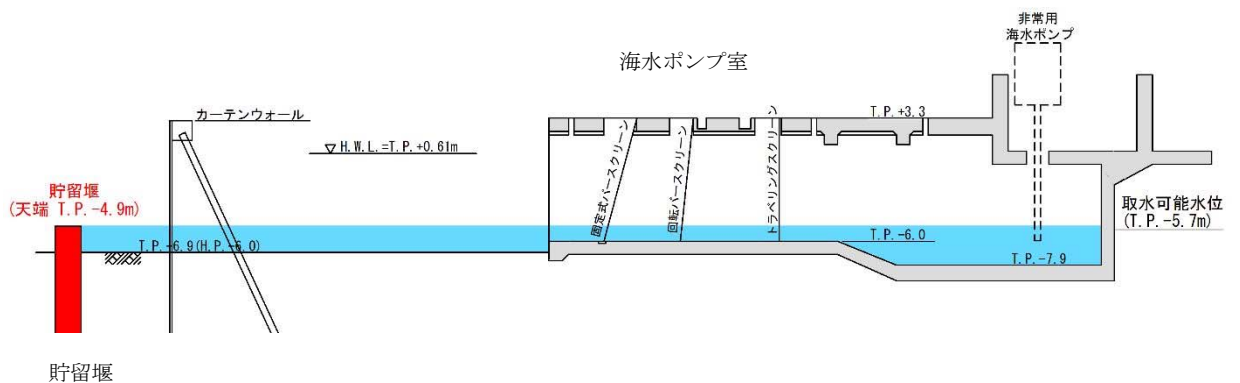 非常用
海水ポンプ
海水ポンプ室
カーテンウォール
T.P.+3.3
H.W.L.=T.P.+0.61m
固定式バースクリーン
回転バースクリーン
トラベリングスクリーン
貯留堰
(天端 T.P.-4.9m)
取水可能水位
(T.P.-5.7m)
T.P.-6.9(H.P.-6.0)
T.P.-6.0
T.P.-7.9
貯留堰